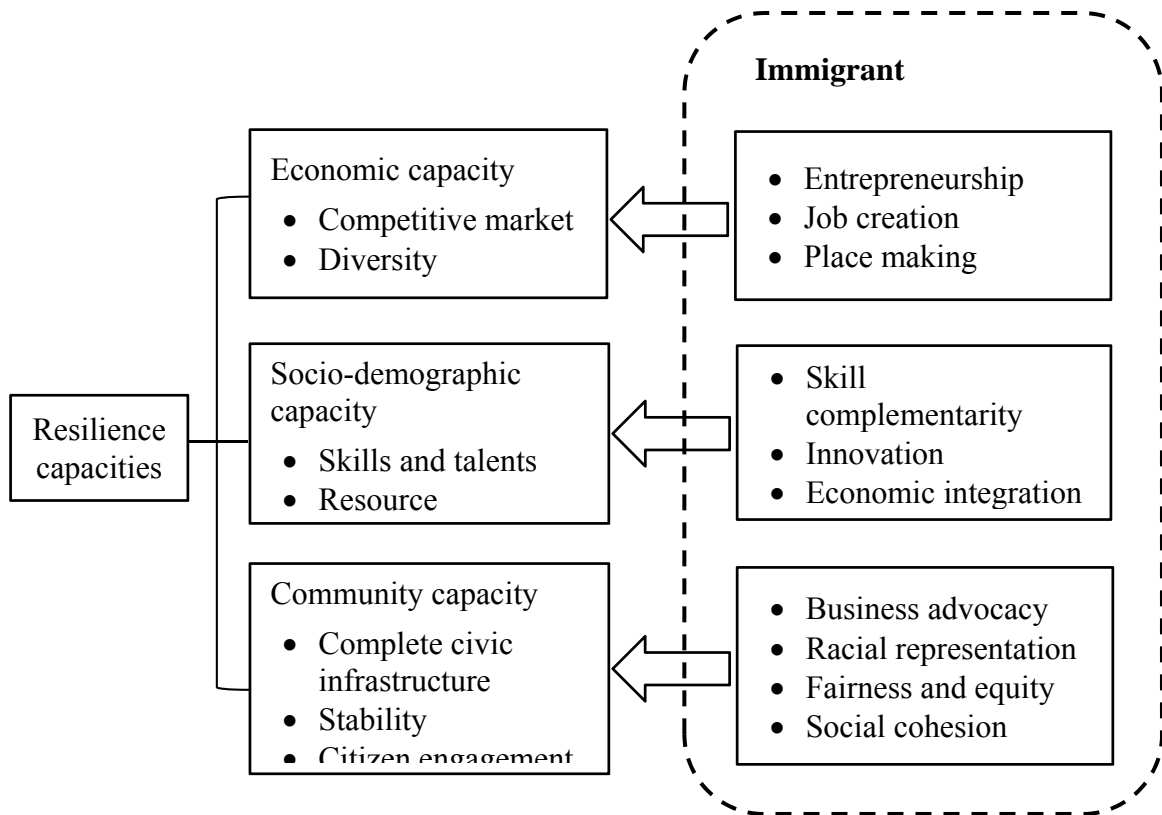 Immigrant
Economic capacity
• Competitive market
• Diversity
• Entrepreneurship
• Job creation
• Place making
Resilience
capacities
Socio-demographic
capacity
• Skills and talents
• Resource
• Skill
complementarity
• Innovation
• Economic integration
Community capacity
• Complete civic
infrastructure
• Stability
• Citizen engagement
• Business advocacy
• Racial representation
• Fairness and equity
• Social cohesion